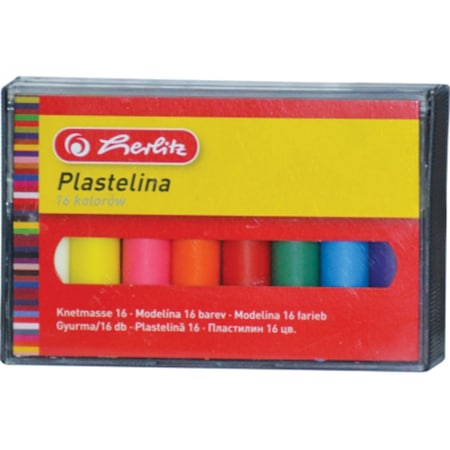 Herlitz
Plastelina
16 kolorów
Knetmasse 16 · Modelína 16 barev · Modelina 16 farieb
Gyurma/16 db · Plastelină 16 · Пластилин 16 цв.